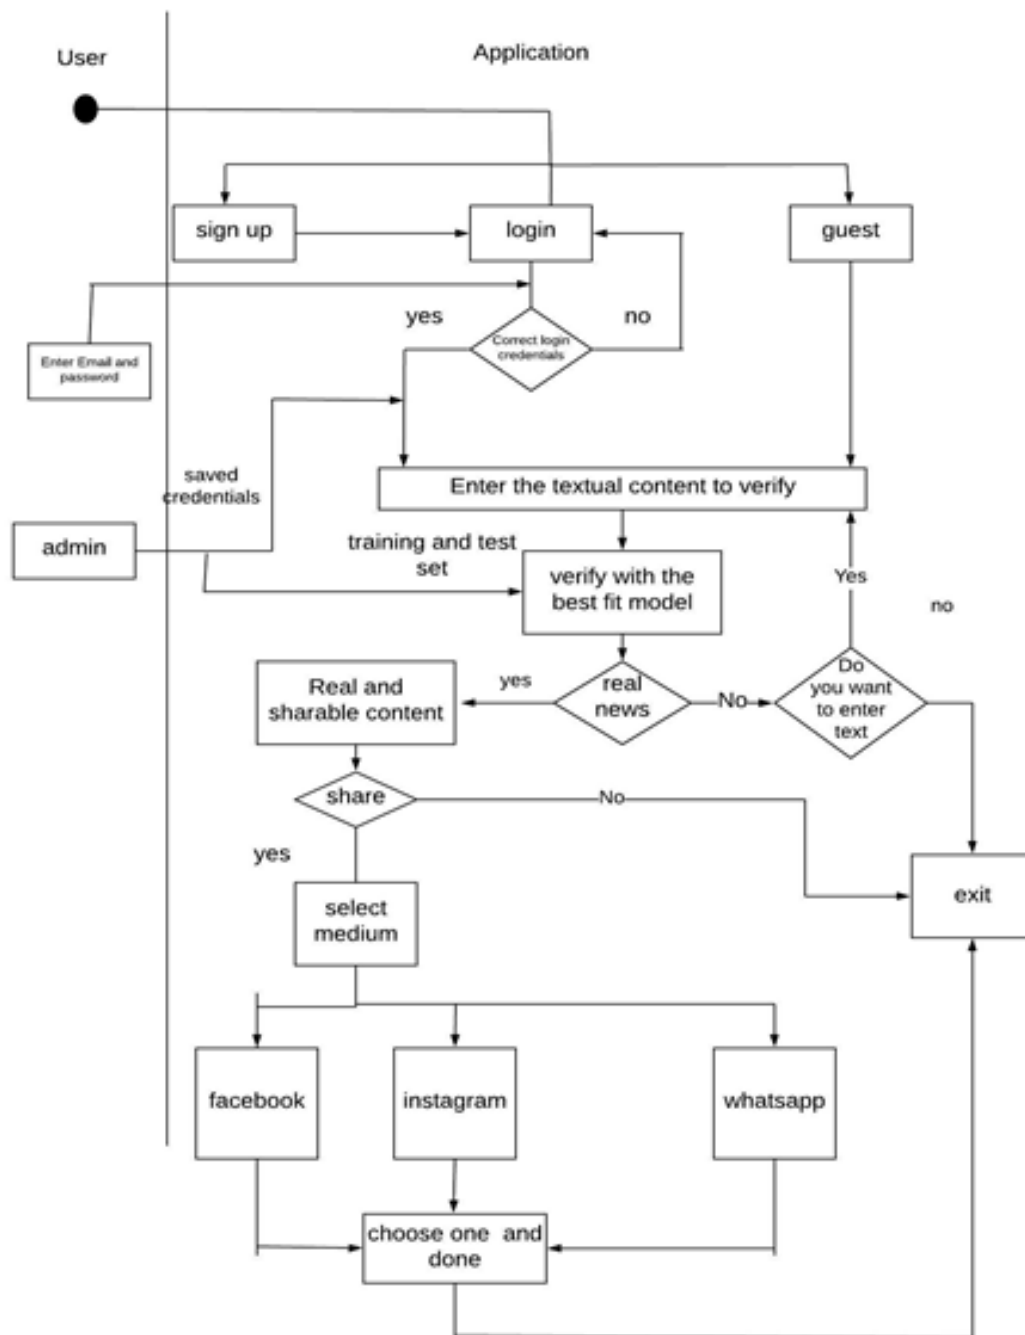 User
Application
sign up
login
guest
yes
no
Correct login
credentials
Enter Email and
password
saved
credentials
Enter the textual content to verify
admin
training and test
set
verify with the
best fit model
Yes
no
Real and
sharable content
yes
real
news
No
Do
you want
to enter
text
share
No
yes
select
medium
exit
facebook
instagram
whatsapp
choose one and
done